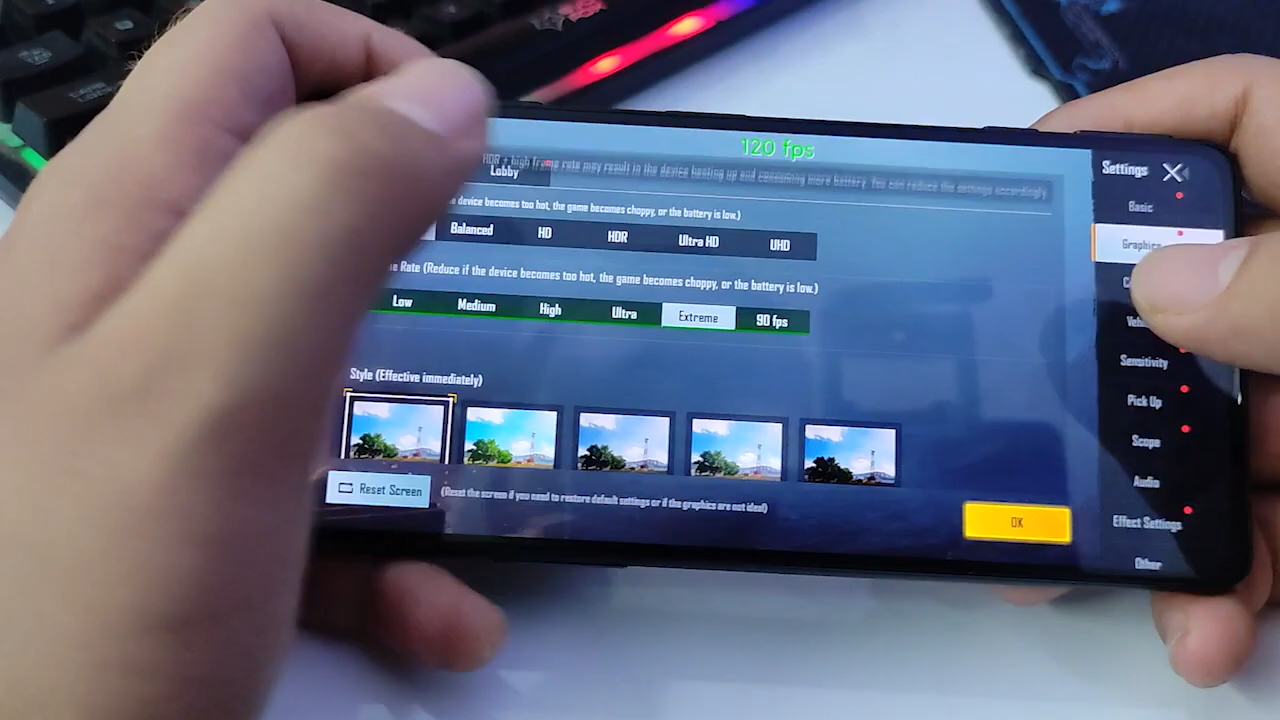 120 fps
HDR + high frame rate may result in the device heating up and consuming more battery. You can reduce the settings accordingly
Lobby
device becomes too hot, the game becomes choppy, or the battery is low.)
Balanced HD HDR Ultra HD UHD
Rate (Reduce if the device becomes too hot, the game becomes choppy, or the battery is low.)
Low Medium High Ultra Extreme 90 fps
Style (Effective immediately)
Reset Screen
(Reset the screen if you need to restore default settings or if the graphics are not ideal)
OK
Settings
Basic
Graphics
Sensitivity
Pick Up
Scope
Audio
Effect Settings
Other